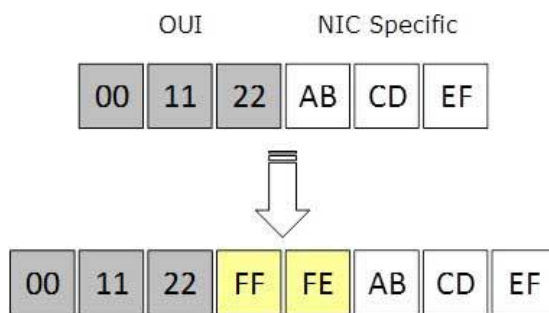 OUI NIC Specific
00 11 22 AB CD EF
00 11 22 FF FE AB CD EF